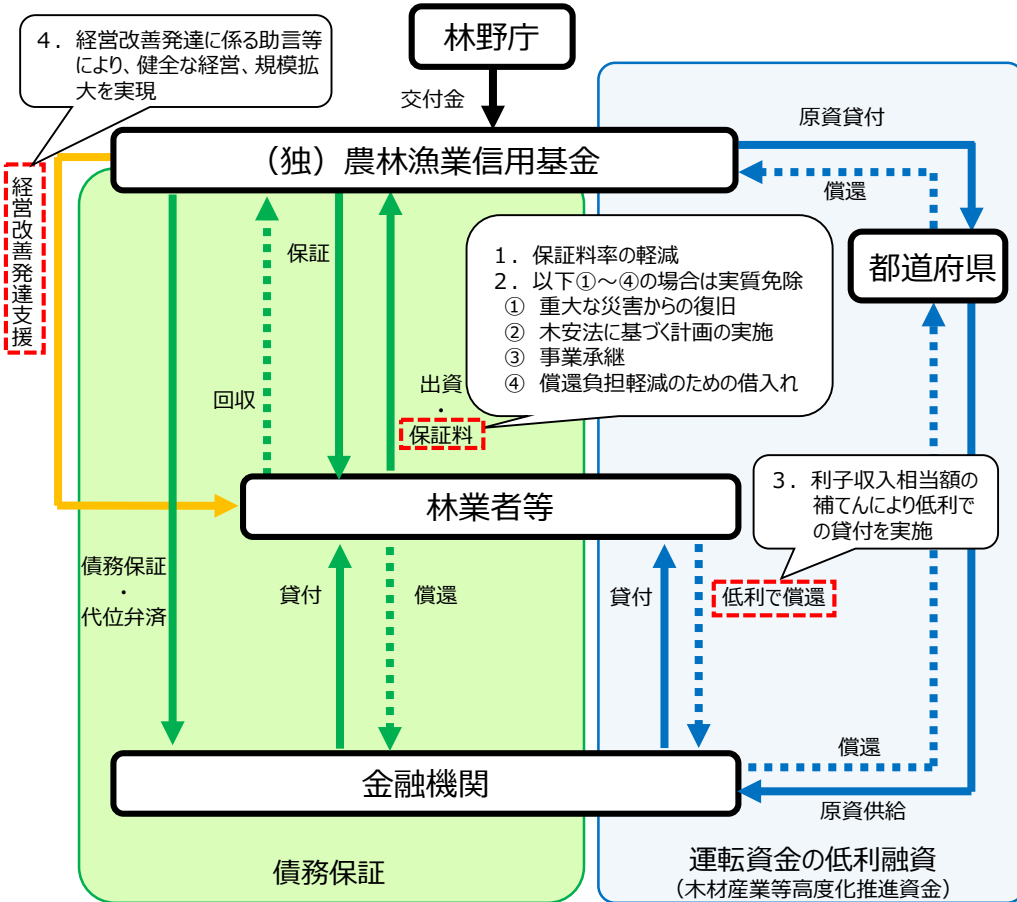 4．経営改善発達に係る助言等
により、健全な経営、規模拡
大を実現
林野庁
交付金
原資貸付
（独）農林漁業信用基金
償還
経営改善発達支援
保証
1．保証料率の軽減
2．以下①～④の場合は実質免除
① 重大な災害からの復旧
② 木安法に基づく計画の実施
③ 事業承継
④ 償還負担軽減のための借入れ
都道府県
回収
出資
・
保証料
林業者等
3．利子収入相当額の
補てんにより低利で
の貸付を実施
債務保証
・
代位弁済
貸付
償還
貸付
低利で償還
金融機関
償還
原資供給
債務保証
運転資金の低利融資
（木材産業等高度化推進資金）